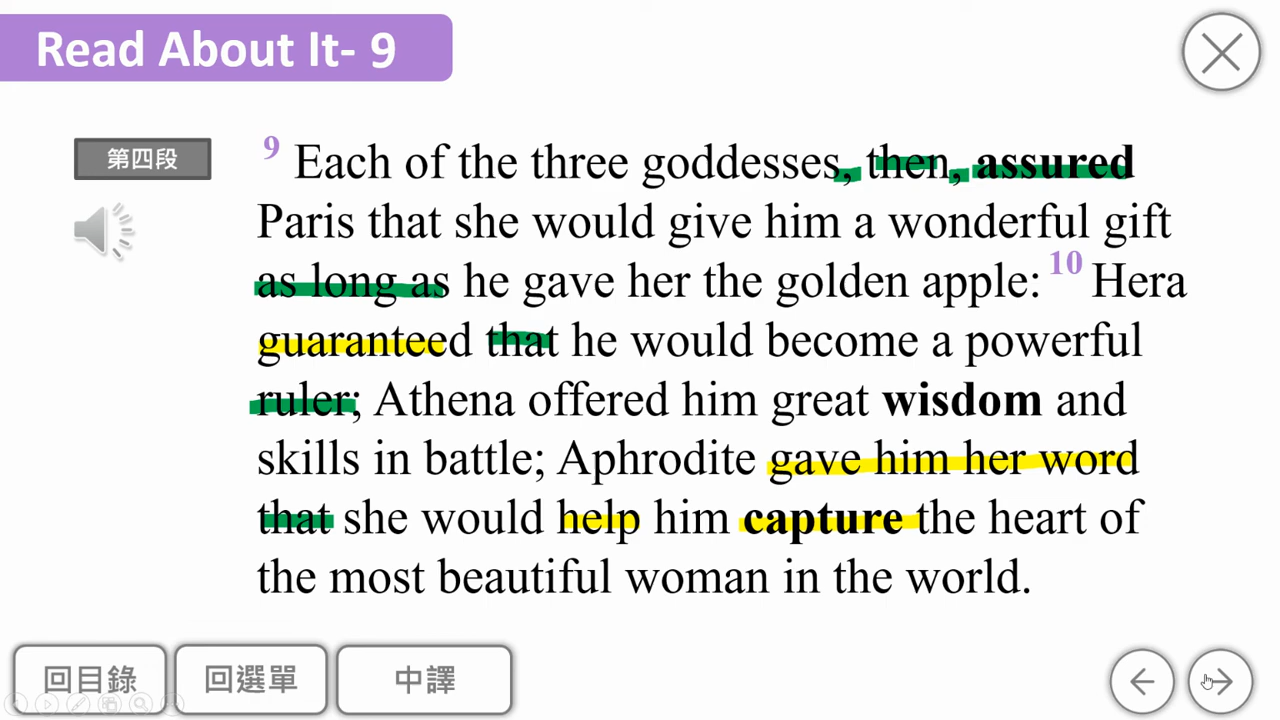 Read About It- 9
第四段
9 Each of the three goddesses, then, assured
Paris that she would give him a wonderful gift
as long as he gave her the golden apple: 10 Hera
guaranteed that he would become a powerful
ruler; Athena offered him great wisdom and
skills in battle; Aphrodite gave him her word
that she would help him capture the heart of
the most beautiful woman in the world.
回目錄
回選單
中譯